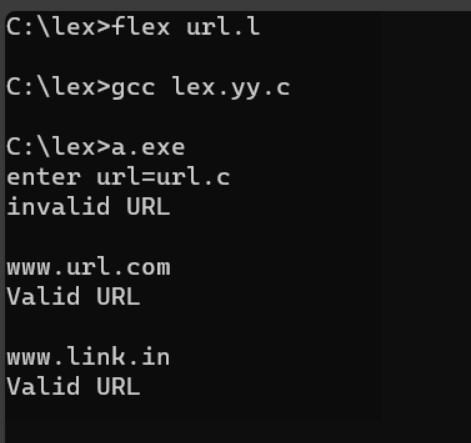 C:\lex>flex url.l
C:\lex>gcc lex.yy.c
C:\lex>a.exe
enter url=url.c
invalid URL
www.url.com
Valid URL
www.link.in
Valid URL